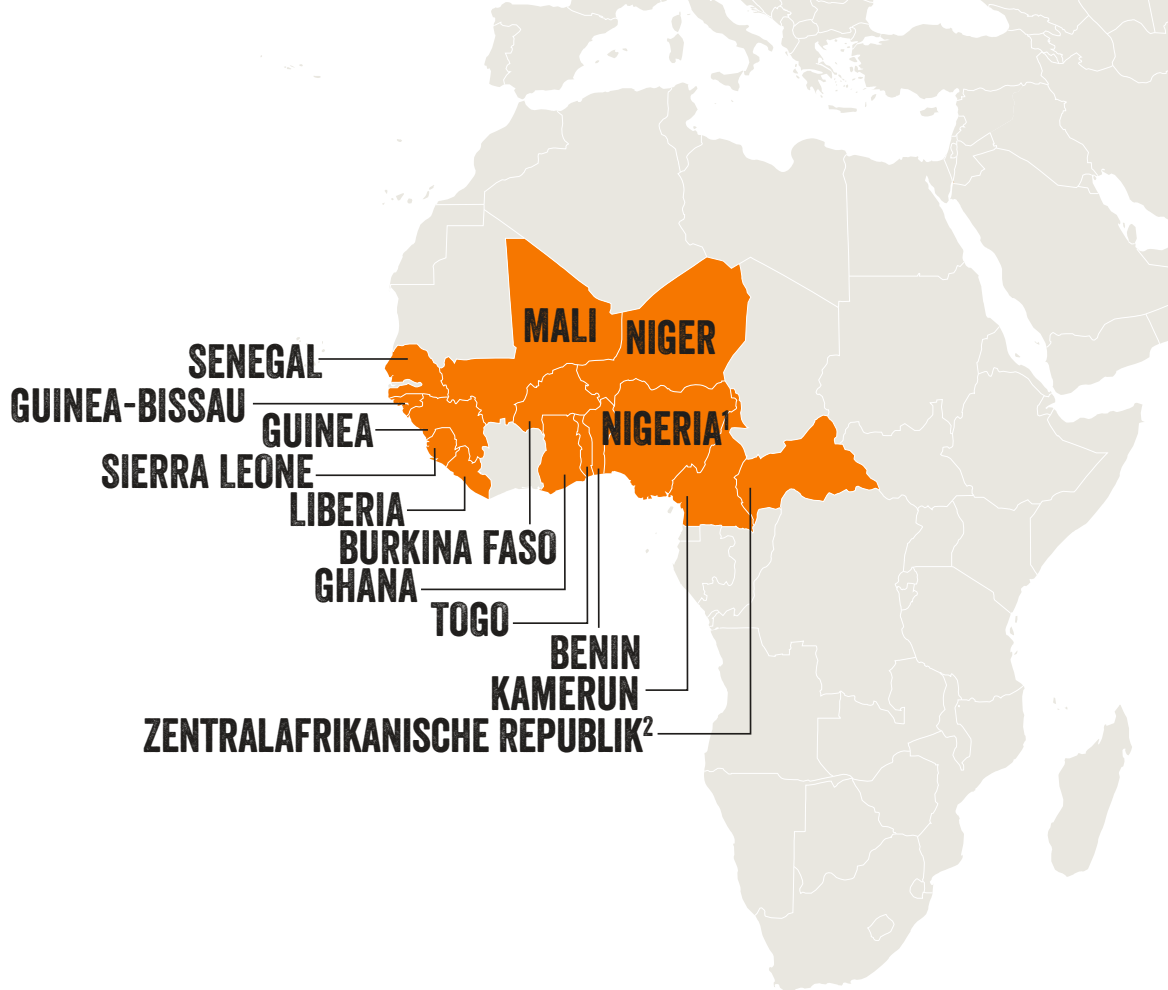 MALI
NIGER
SENEGAL
GUINEA-BISSAU
NIGERIA¹
GUINEA
SIERRA LEONE
LIBERIA
BURKINA FASO
GHANA
TOGO
BENIN
KAMERUN
ZENTRALAFRIKANISCHE REPUBLIK²